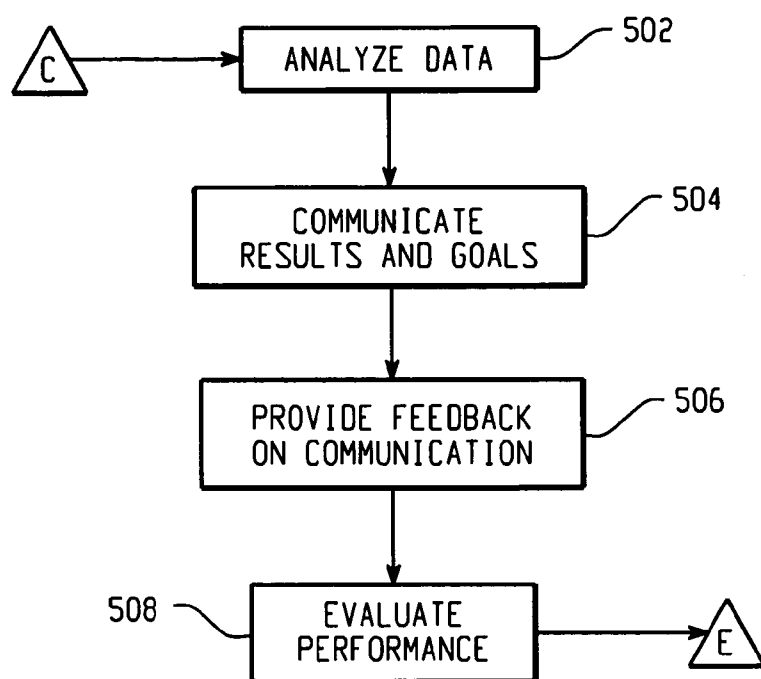 C
ANALYZE DATA
502
COMMUNICATE
RESULTS AND GOALS
504
PROVIDE FEEDBACK
ON COMMUNICATION
506
508
EVALUATE
PERFORMANCE
E